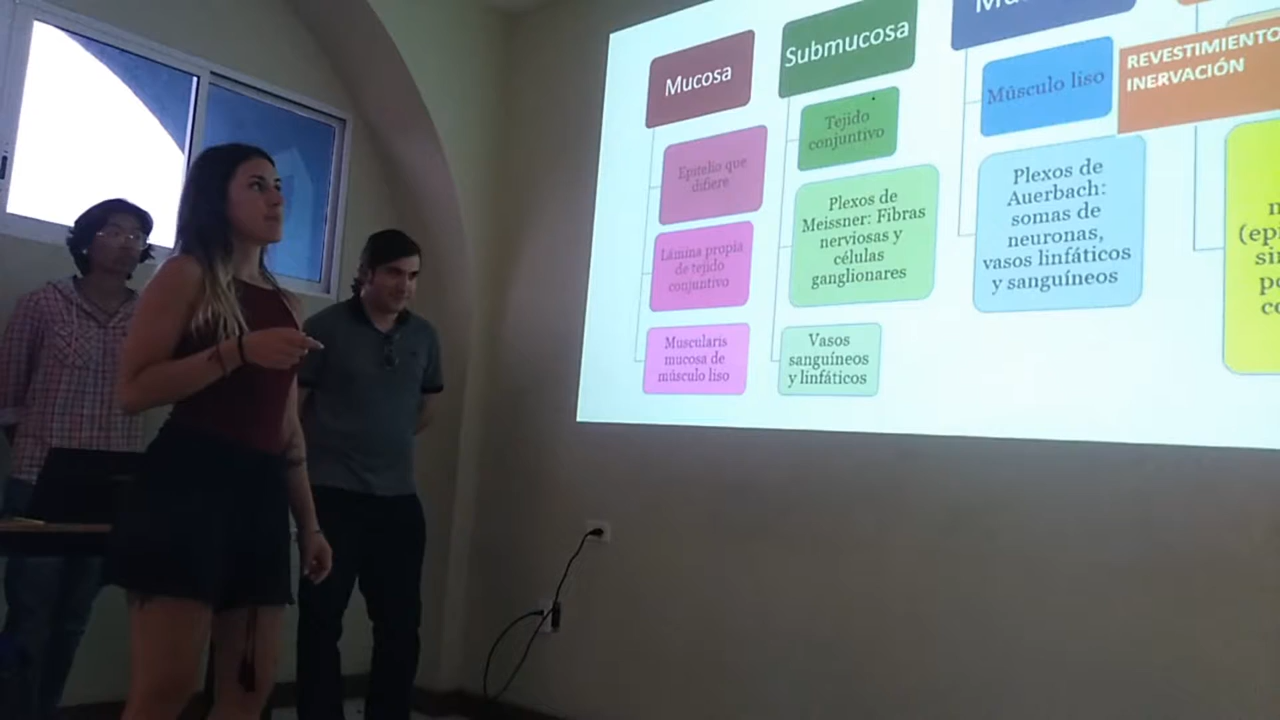 Mucosa
Epitelio que
difiere
Lámina propia
de tejido
conjuntivo
Muscularis
mucosa de
músculo liso
Submucosa
Tejido
conjuntivo
Plexos de
Meissner: Fibras
nerviosas y
células
ganglionares
Vasos
sanguíneos
y linfáticos
Músculo liso
Plexos de
Auerbach:
somas de
neuronas,
vasos linfáticos
y sanguíneos
REVESTIMIENTO
INERVACIÓN